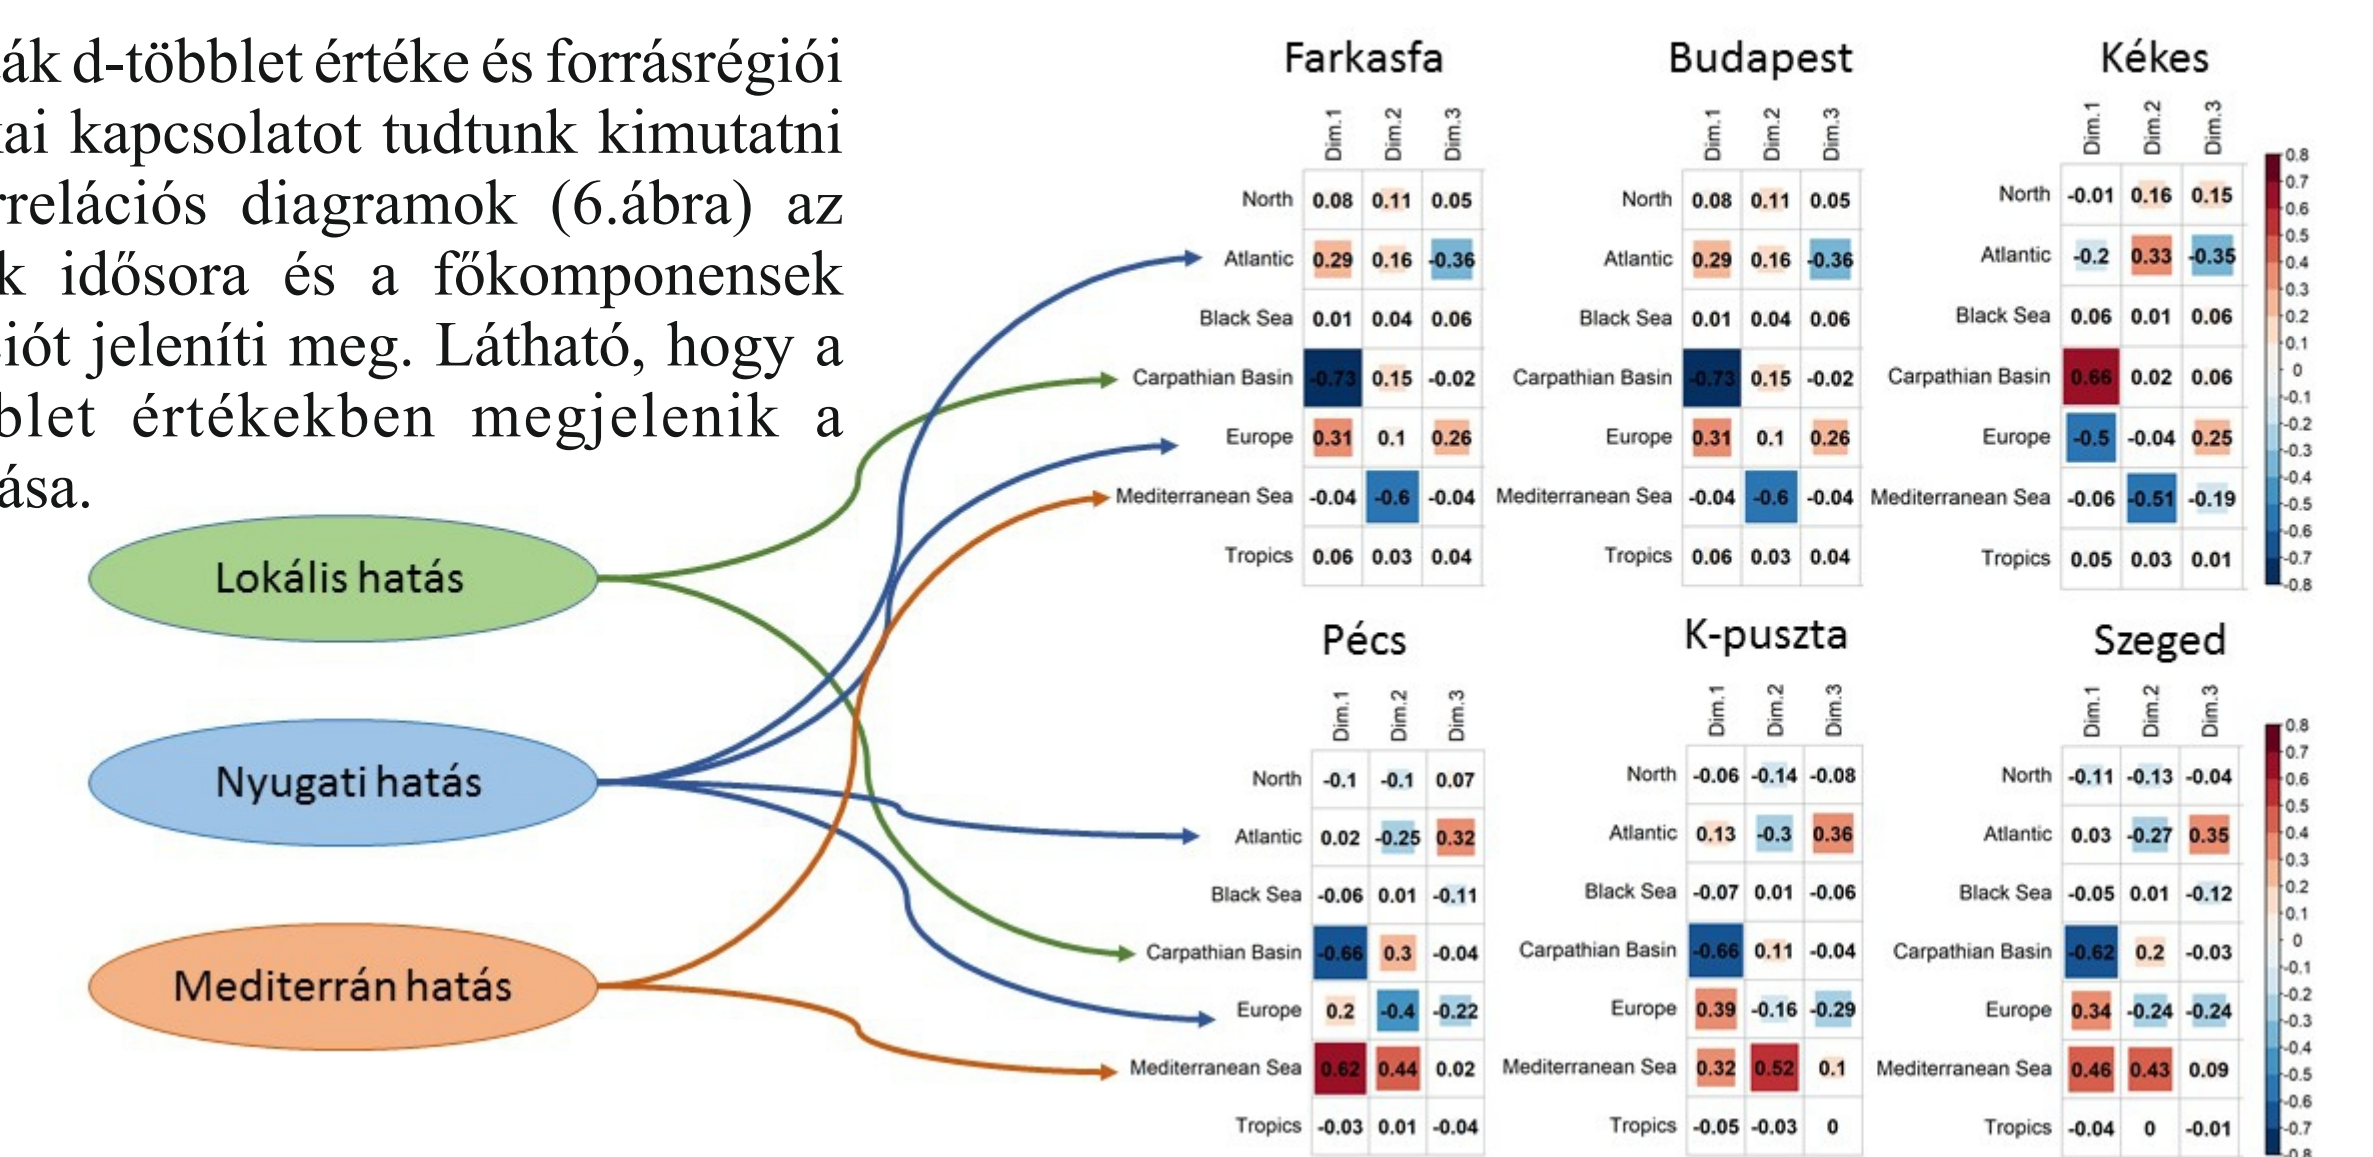 ák d-többlet értéke és forrásrégiói
kai kapcsolatot tudtunk kimutatni
rrelációs diagramok (6.ábra) az
k idősora és a főkomponensek
iót jeleníti meg. Látható, hogy a
blet értékekben megjelenik a
ása.
Lokális hatás
Nyugati hatás
Mediterrán hatás
Farkasfa
Dim.1 Dim.2 Dim.3
North 0.08 0.11 0.05
Atlantic 0.29 0.16 -0.36
Black Sea 0.01 0.04 0.06
Carpathian Basin -0.73 0.15 -0.02
Europe 0.31 0.1 0.26
Mediterranean Sea -0.04 -0.6 -0.04
Tropics 0.06 0.03 0.04
Budapest
Dim.1 Dim.2 Dim.3
North 0.08 0.11 0.05
Atlantic 0.29 0.16 -0.36
Black Sea 0.01 0.04 0.06
Carpathian Basin -0.73 0.15 -0.02
Europe 0.31 0.1 0.26
Mediterranean Sea -0.04 -0.6 -0.04
Tropics 0.06 0.03 0.04
Kékes
Dim.1 Dim.2 Dim.3
North -0.01 0.16 0.15
Atlantic -0.2 0.33 -0.35
Black Sea 0.06 0.01 0.06
Carpathian Basin 0.66 0.02 0.06
Europe -0.5 -0.04 0.25
Mediterranean Sea -0.06 -0.51 -0.19
Tropics 0.05 0.03 0.01
0.8
0.7
0.6
0.5
0.4
0.3
0.2
0.1
0
-0.1
-0.2
-0.3
-0.4
-0.5
-0.6
-0.7
-0.8
Pécs
Dim.1 Dim.2 Dim.3
North -0.1 -0.1 0.07
Atlantic 0.02 -0.25 0.32
Black Sea -0.06 0.01 -0.11
Carpathian Basin -0.66 0.3 -0.04
Europe 0.2 -0.4 -0.22
Mediterranean Sea 0.62 0.44 0.02
Tropics -0.03 0.01 -0.04
K-puszta
Dim.1 Dim.2 Dim.3
North -0.06 -0.14 -0.08
Atlantic 0.13 -0.3 0.36
Black Sea -0.07 0.01 -0.06
Carpathian Basin -0.66 0.11 -0.04
Europe 0.39 -0.16 -0.29
Mediterranean Sea 0.32 0.52 0.1
Tropics -0.05 -0.03 0
Szeged
Dim.1 Dim.2 Dim.3
North -0.11 -0.13 -0.04
Atlantic 0.03 -0.27 0.35
Black Sea -0.05 0.01 -0.12
Carpathian Basin -0.62 0.2 -0.03
Europe 0.34 -0.24 -0.24
Mediterranean Sea 0.46 0.43 0.09
Tropics -0.04 0 -0.01
0.8
0.7
0.6
0.5
0.4
0.3
0.2
0.1
0
-0.1
-0.2
-0.3
-0.4
-0.5
-0.6
-0.7
-0.8